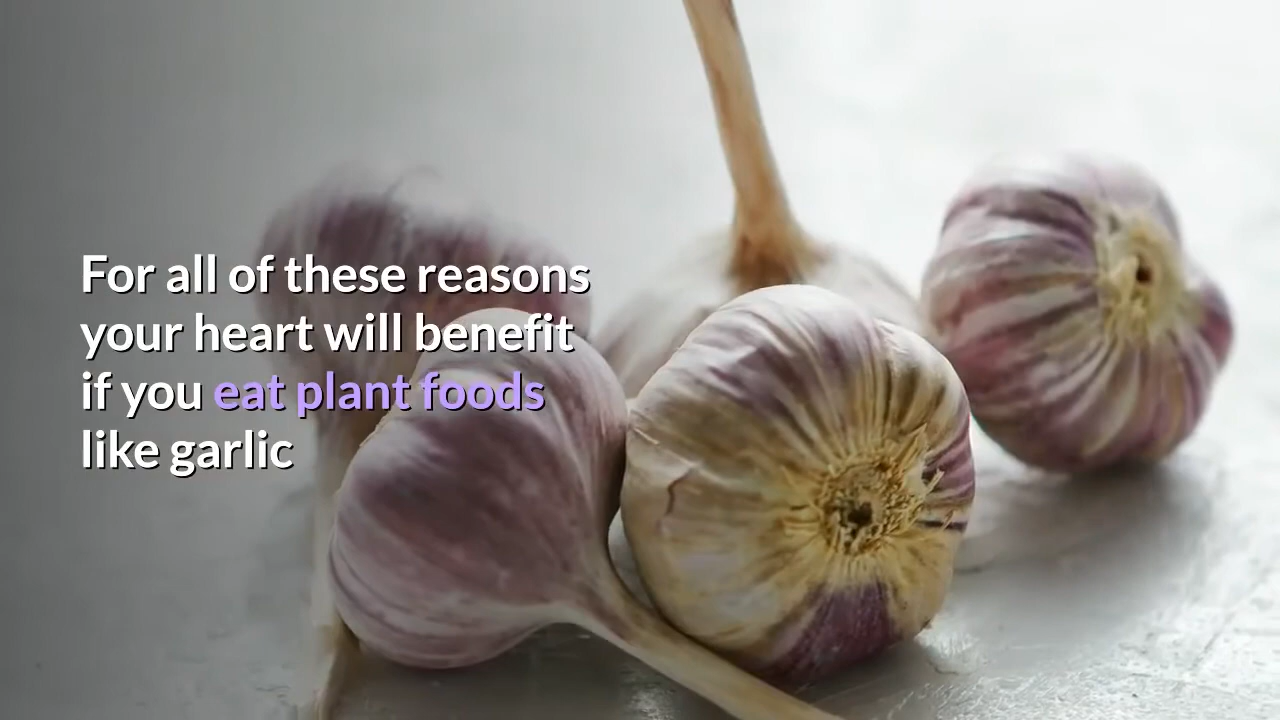 For all of these reasons
your heart will benefit
if you eat plant foods
like garlic